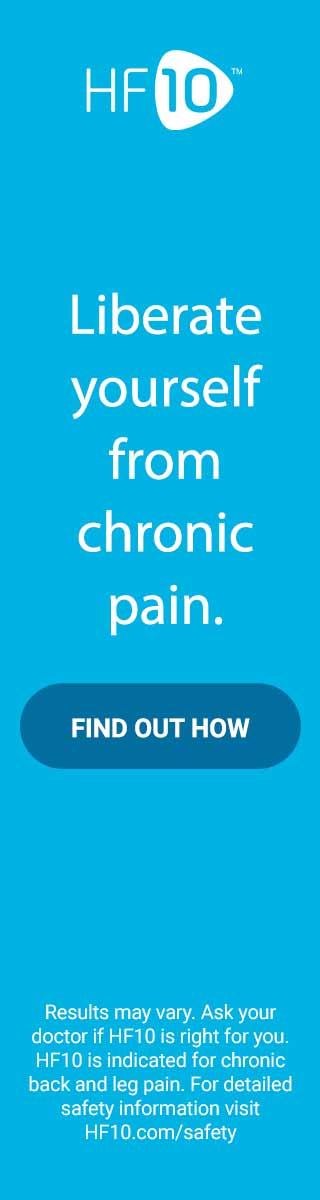 HF10™
Liberate
yourself
from
chronic
pain.
FIND OUT HOW
Results may vary. Ask your
doctor if HF10 is right for you.
HF10 is indicated for chronic
back and leg pain. For detailed
safety information visit
HF10.com/safety